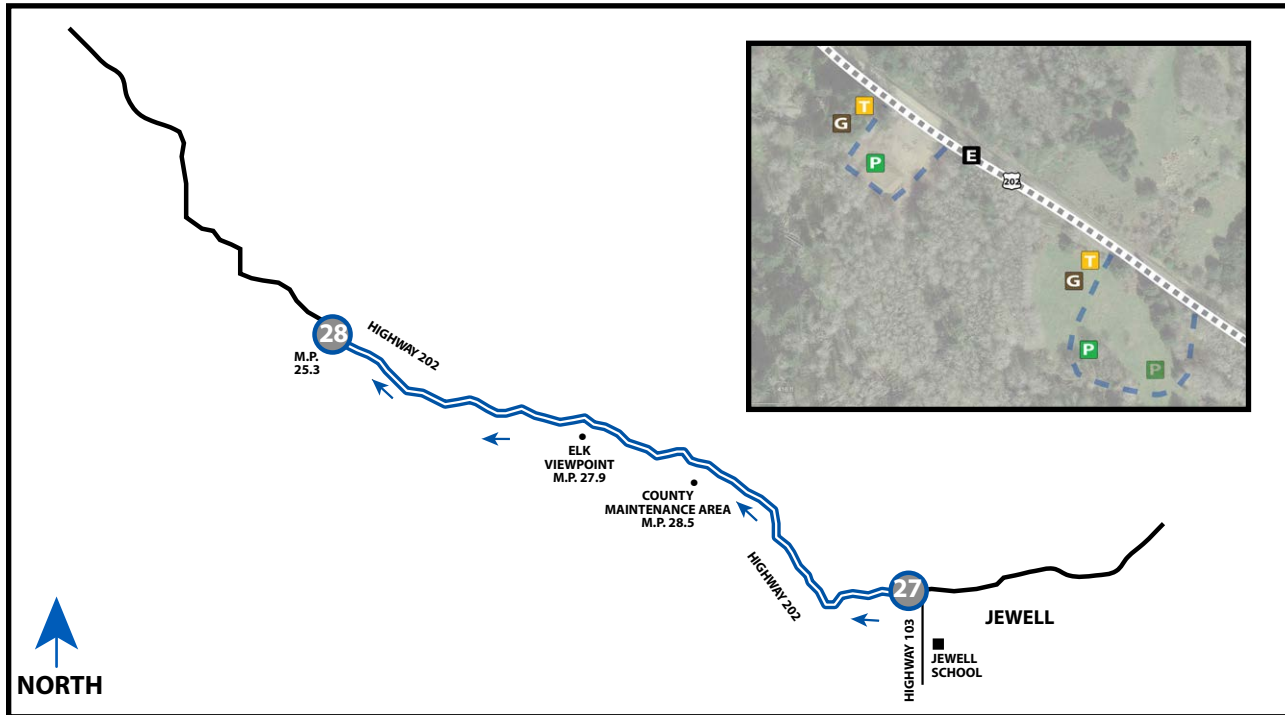 T
G
P
E
202
T
G
P
P
28
M.P.
25.3
HIGHWAY 202
ELK
VIEWPOINT
M.P. 27.9
COUNTY
MAINTENANCE AREA
M.P. 28.5
HIGHWAY 202
27
JEWELL
HIGHWAY 103
JEWELL
SCHOOL
NORTH